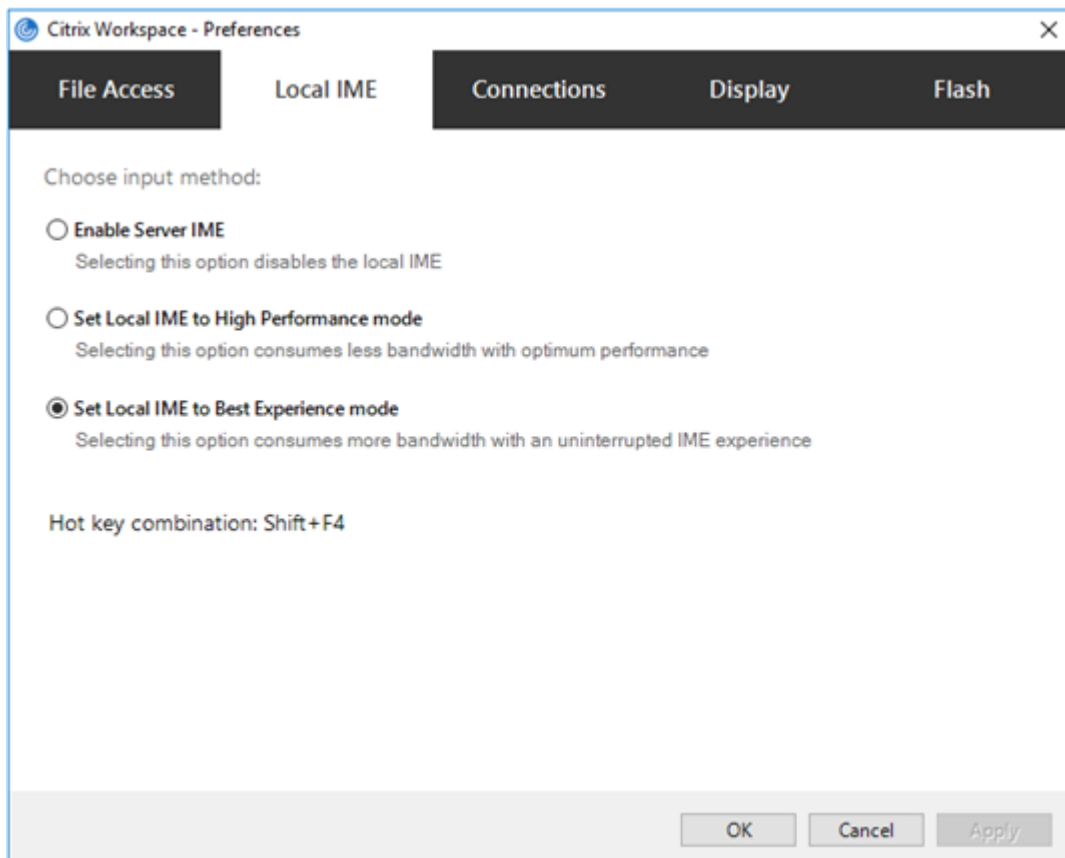 Citrix Workspace - Preferences
File Access Local IME Connections Display Flash
Choose input method:
Enable Server IME
Selecting this option disables the local IME
Set Local IME to High Performance mode
Selecting this option consumes less bandwidth with optimum performance
Set Local IME to Best Experience mode
Selecting this option consumes more bandwidth with an uninterrupted IME experience
Hot key combination: Shift+F4
OK Cancel Apply